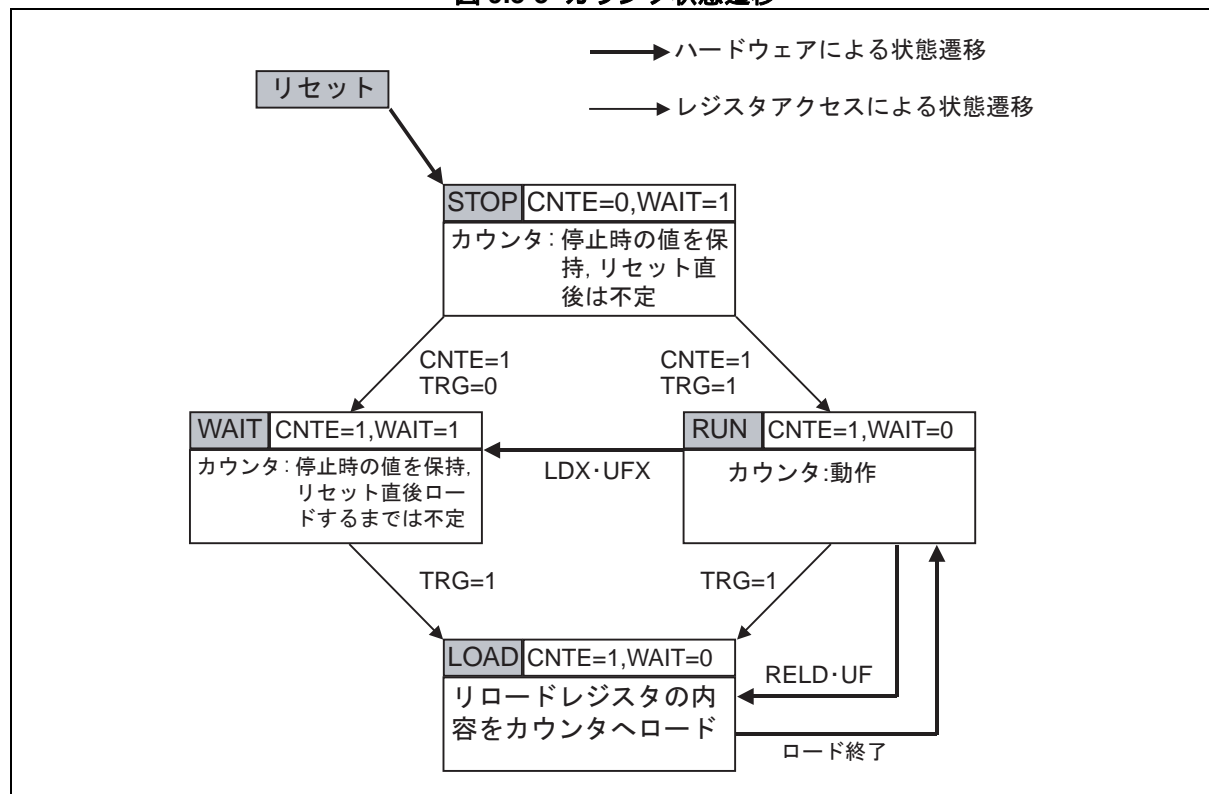 ハードウェアによる状態遷移
レジスタアクセスによる状態遷移
リセット
STOP CNTE=0,WAIT=1
カウンタ:停止時の値を保
持, リセット直
後は不定
CNTE=1
TRG=0
CNTE=1
TRG=1
WAIT CNTE=1,WAIT=1
カウンタ:停止時の値を保持,
リセット直後ロー
ドするまでは不定
RUN CNTE=1,WAIT=0
カウンタ:動作
LDX·UFX
TRG=1
TRG=1
LOAD CNTE=1,WAIT=0
リロードレジスタの内
容をカウンタへロード
RELD·UF
ロード終了